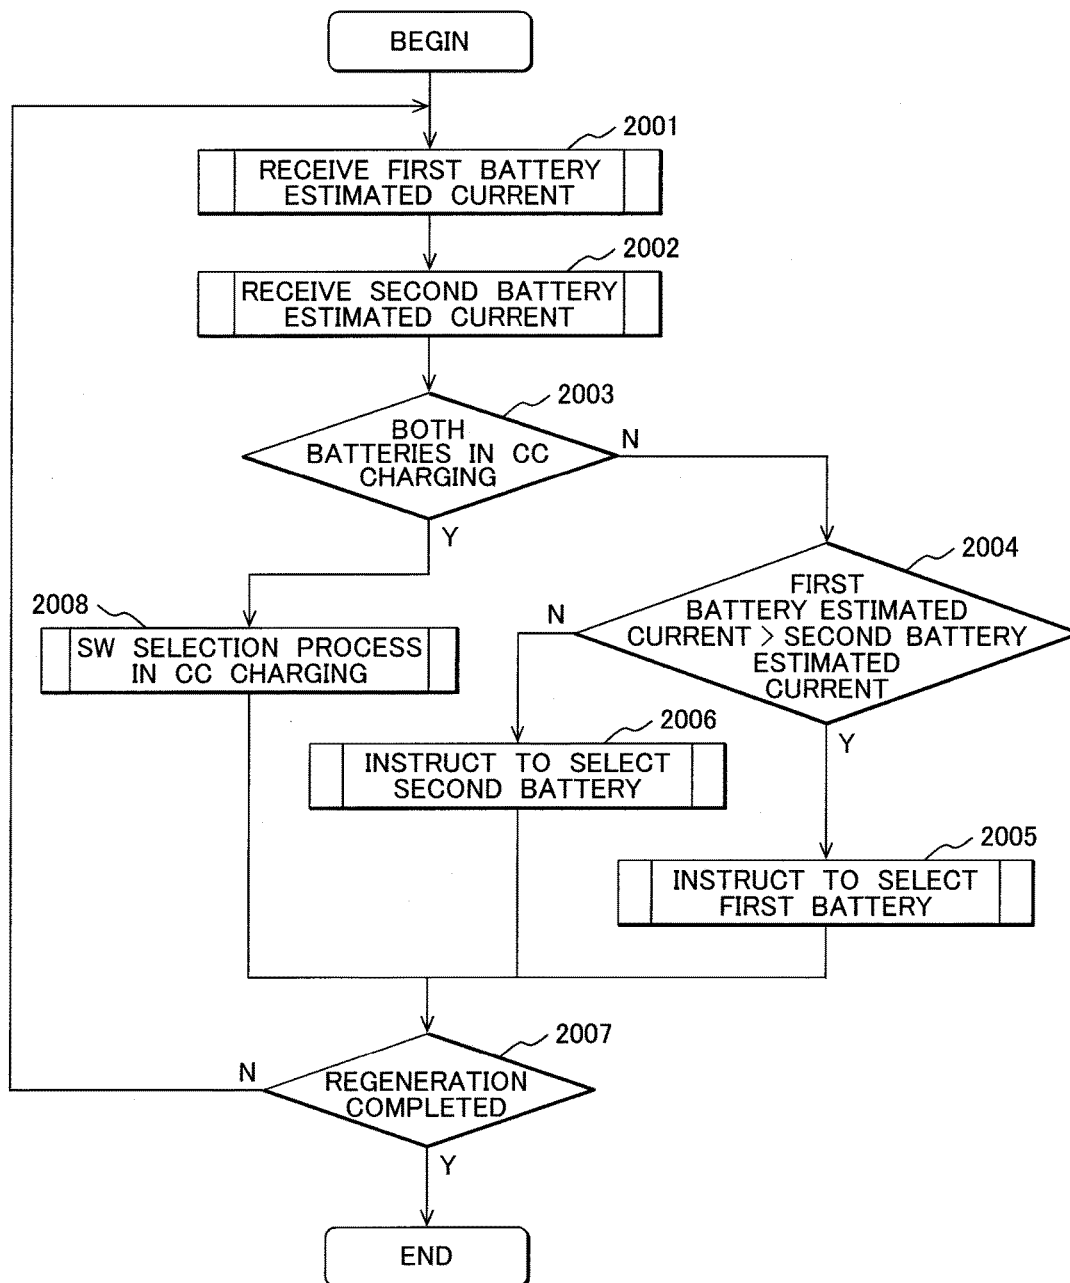 BEGIN
2001
RECEIVE FIRST BATTERY
ESTIMATED CURRENT
2002
RECEIVE SECOND BATTERY
ESTIMATED CURRENT
2003
BOTH
BATTERIES IN CC
CHARGING
N
Y
2004
FIRST
BATTERY ESTIMATED
CURRENT > SECOND BATTERY
ESTIMATED
CURRENT
N
Y
2008
SW SELECTION PROCESS
IN CC CHARGING
2006
INSTRUCT TO SELECT
SECOND BATTERY
2005
INSTRUCT TO SELECT
FIRST BATTERY
2007
REGENERATION
COMPLETED
N
Y
END